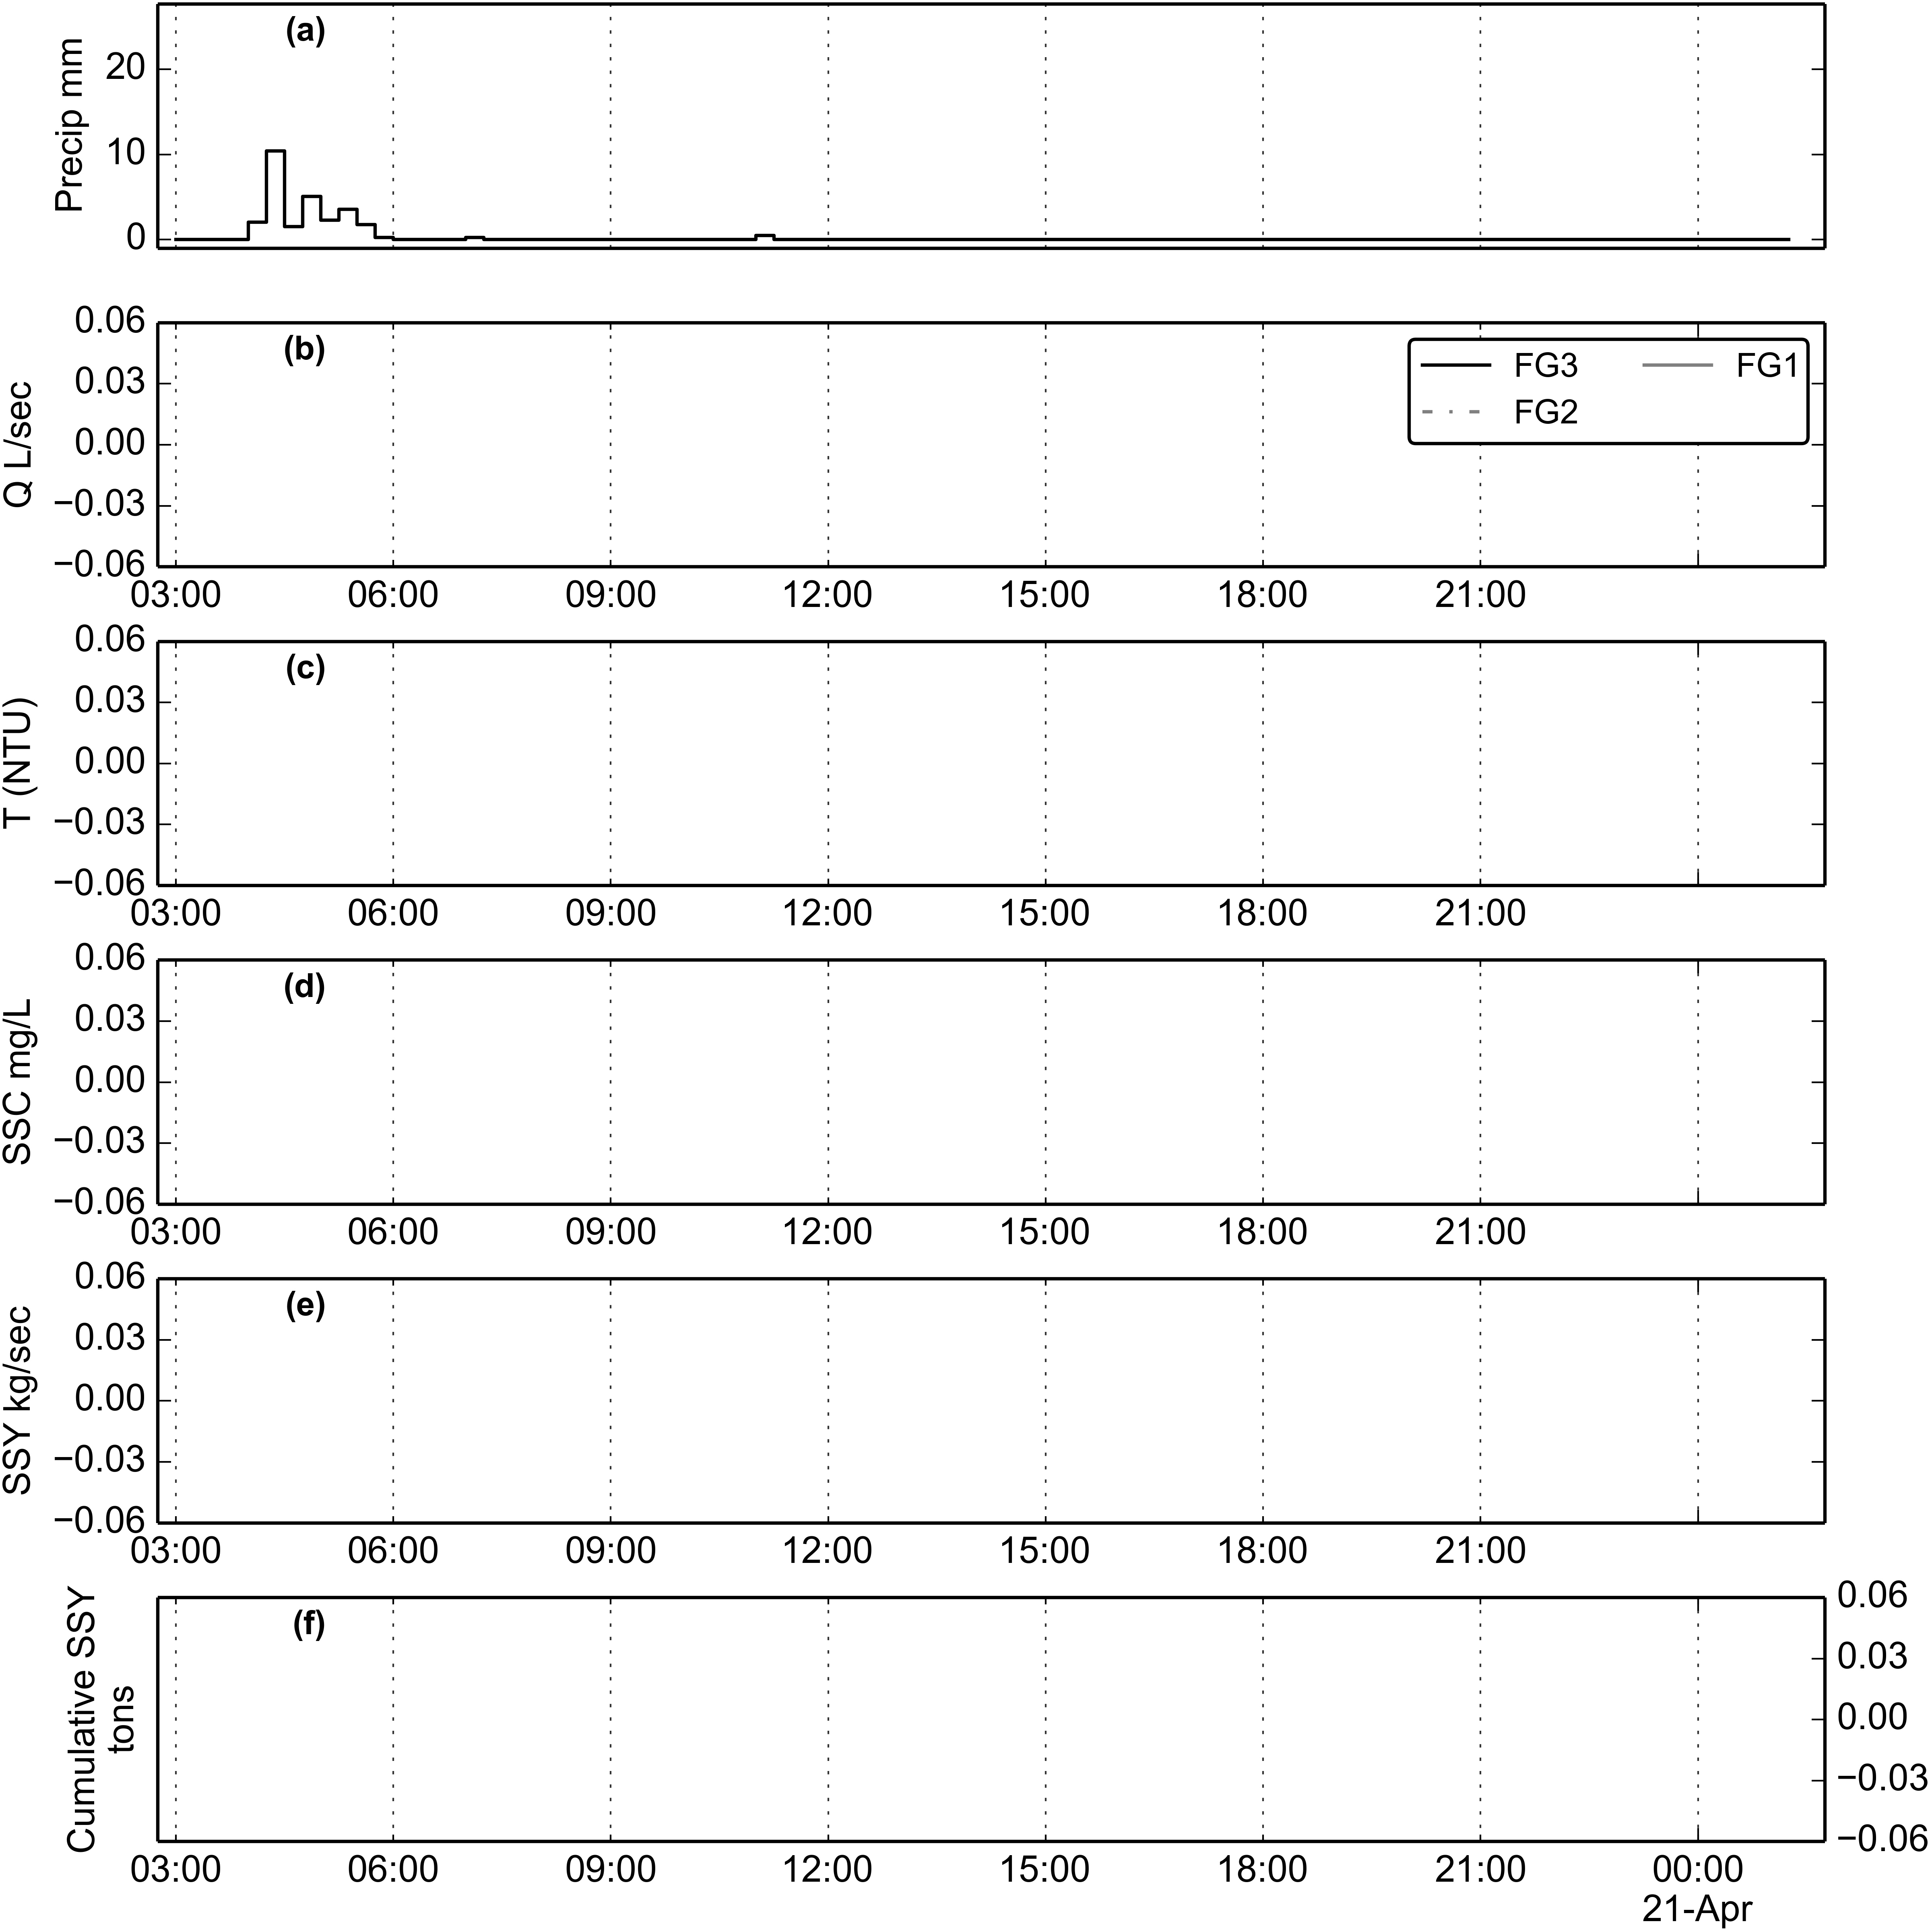 (a)
Precip mm
20
10
0
(b)
Q L/sec
0.06
0.03
0.00
−0.03
−0.06
FG3 FG1
FG2
03:00 06:00 09:00 12:00 15:00 18:00 21:00
(c)
T (NTU)
0.06
0.03
0.00
−0.03
−0.06
03:00 06:00 09:00 12:00 15:00 18:00 21:00
(d)
SSC mg/L
0.06
0.03
0.00
−0.03
−0.06
03:00 06:00 09:00 12:00 15:00 18:00 21:00
(e)
SSY kg/sec
0.06
0.03
0.00
−0.03
−0.06
03:00 06:00 09:00 12:00 15:00 18:00 21:00
(f)
Cumulative SSY
tons
0.06
0.03
0.00
−0.03
−0.06
03:00 06:00 09:00 12:00 15:00 18:00 21:00 00:00
21-Apr